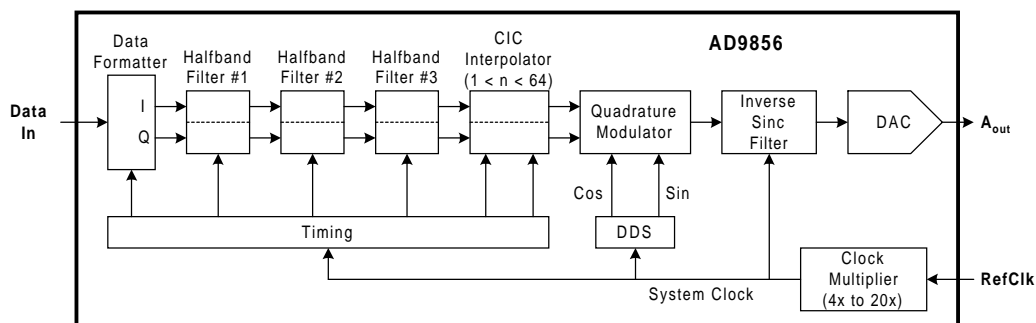 AD9856
Data
Formatter
Halfband
Filter #1
Halfband
Filter #2
Halfband
Filter #3
CIC
Interpolator
(1 < n < 64)
Data
In
I
Q
Quadrature
Modulator
Inverse
Sinc
Filter
DAC
Aout
Cos
Sin
Timing
DDS
System Clock
Clock
Multiplier
(4x to 20x)
RefClk